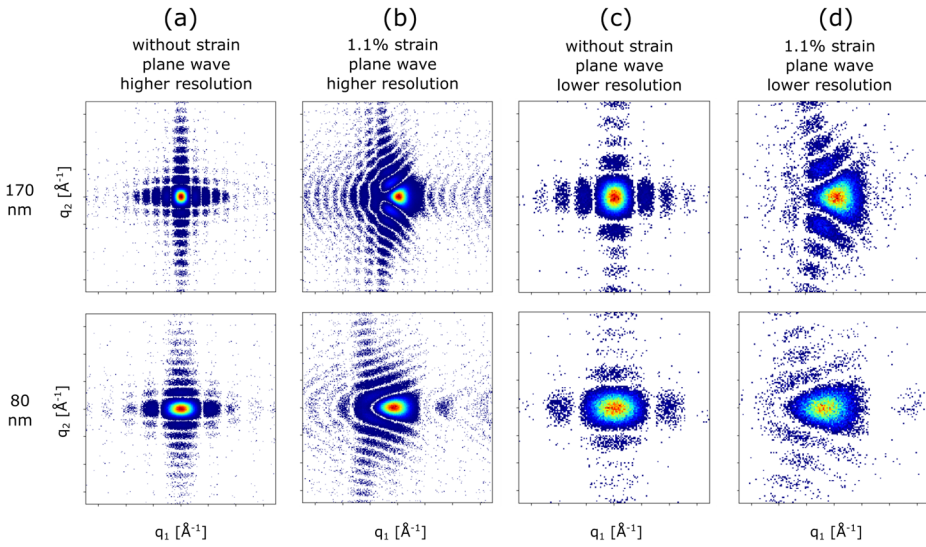 (a)
without strain
plane wave
higher resolution
(b)
1.1% strain
plane wave
higher resolution
(c)
without strain
plane wave
lower resolution
(d)
1.1% strain
plane wave
lower resolution
170
nm
q₂ [Å⁻¹]
80
nm
q₂ [Å⁻¹]
q₁ [Å⁻¹]
q₁ [Å⁻¹]
q₁ [Å⁻¹]
q₁ [Å⁻¹]